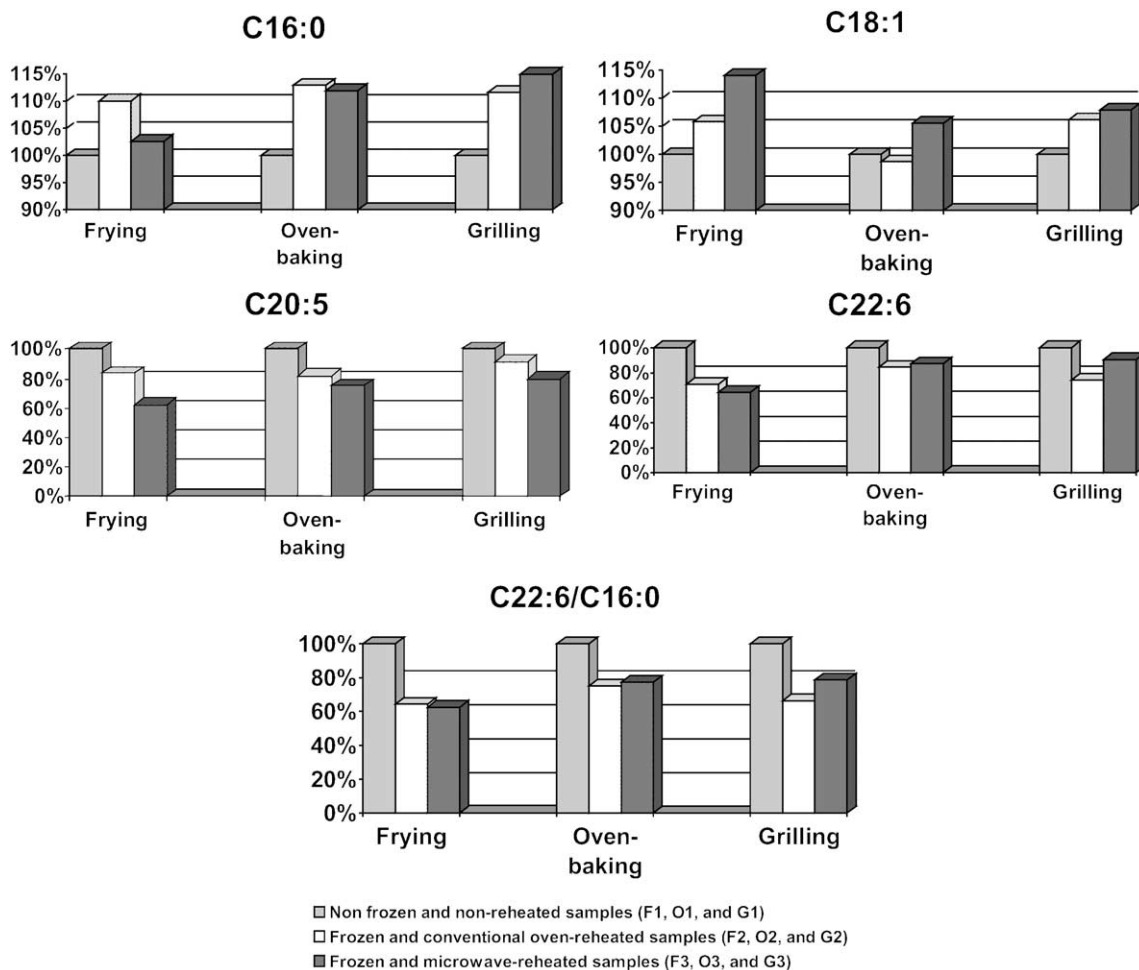 C16:0
115%
110%
105%
100%
95%
90%
Frying
Oven-
baking
Grilling
C18:1
115%
110%
105%
100%
95%
90%
Frying
Oven-
baking
Grilling
C20:5
100%
80%
60%
40%
20%
0%
Frying
Oven-
baking
Grilling
C22:6
100%
80%
60%
40%
20%
0%
Frying
Oven-
baking
Grilling
C22:6/C16:0
100%
80%
60%
40%
20%
0%
Frying
Oven-
baking
Grilling
Non frozen and non-reheated samples (F1, O1, and G1)
Frozen and conventional oven-reheated samples (F2, O2, and G2)
Frozen and microwave-reheated samples (F3, O3, and G3)